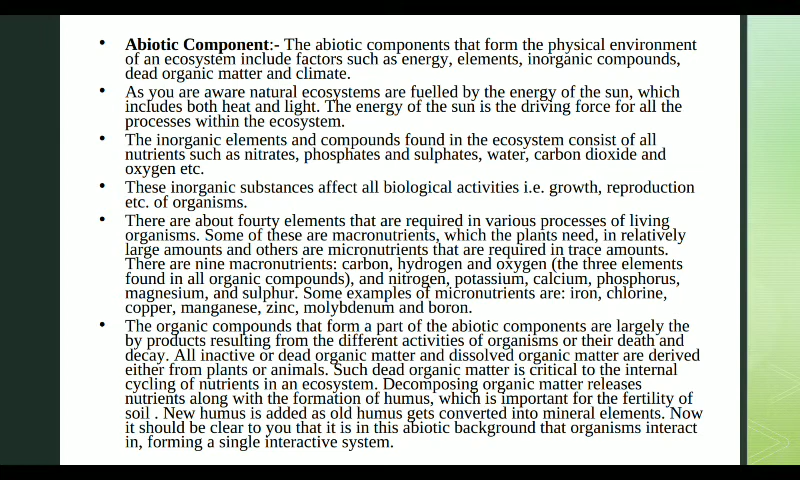 • Abiotic Component:- The abiotic components that form the physical environment
of an ecosystem include factors such as energy, elements, inorganic compounds,
dead organic matter and climate.
• As you are aware natural ecosystems are fuelled by the energy of the sun, which
includes both heat and light. The energy of the sun is the driving force for all the
processes within the ecosystem.
• The inorganic elements and compounds found in the ecosystem consist of all
nutrients such as nitrates, phosphates and sulphates, water, carbon dioxide and
oxygen etc.
• These inorganic substances affect all biological activities i.e. growth, reproduction
etc. of organisms.
• There are about fourty elements that are required in various processes of living
organisms. Some of these are macronutrients, which the plants need, in relatively
large amounts and others are micronutrients that are required in trace amounts.
There are nine macronutrients: carbon, hydrogen and oxygen (the three elements
found in all organic compounds), and nitrogen, potassium, calcium, phosphorus,
magnesium, and sulphur. Some examples of micronutrients are: iron, chlorine,
copper, manganese, zinc, molybdenum and boron.
• The organic compounds that form a part of the abiotic components are largely the
by products resulting from the different activities of organisms or their death and
decay. All inactive or dead organic matter and dissolved organic matter are derived
either from plants or animals. Such dead organic matter is critical to the internal
cycling of nutrients in an ecosystem. Decomposing organic matter releases
nutrients along with the formation of humus, which is important for the fertility of
soil . New humus is added as old humus gets converted into mineral elements. Now
it should be clear to you that it is in this abiotic background that organisms interact
in, forming a single interactive system.